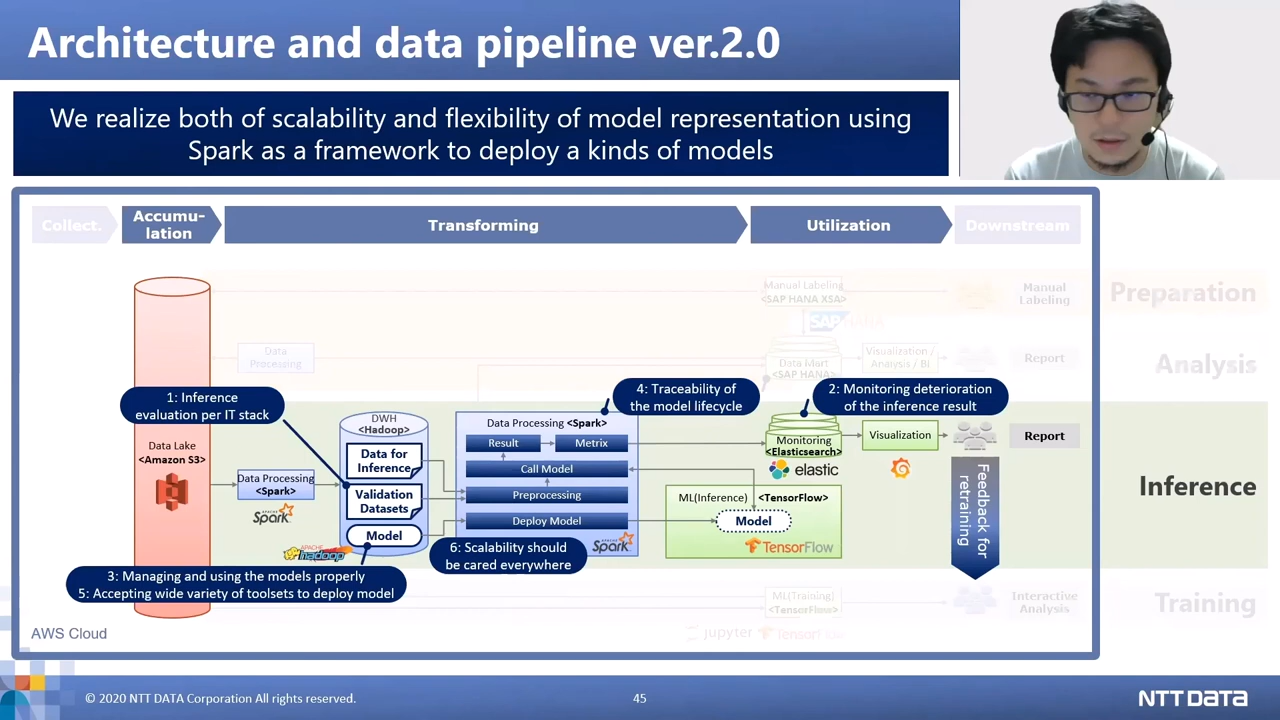 Architecture and data pipeline ver.2.0
We realize both of scalability and flexibility of model representation using
Spark as a framework to deploy a kinds of models
Collect.
Accumu-
lation
Transforming
Utilization
Downstream
Manual Labeling
<SAP HANA XSA>
Manual
Labeling
Preparation
SAP HANA
Data
Processing
Data Mart
<SAP HANA>
Visualization /
Analysis / BI
Report
Analysis
1: Inference
evaluation per IT stack
4: Traceability of
the model lifecycle
2: Monitoring deterioration
of the inference result
Data Lake
<Amazon S3>
Data Processing
<Spark>
APACHE
Spark
DWH
<Hadoop>
Data for
Inference
Validation
Datasets
Model
APACHE
hadoop
Data Processing <Spark>
Result
Metrix
Call Model
Preprocessing
Deploy Model
APACHE
Spark
Monitoring
<Elasticsearch>
elastic
Visualization
Report
ML(Inference) <TensorFlow>
Model
TensorFlow
Feedback for
retraining
Inference
6: Scalability should
be cared everywhere
3: Managing and using the models properly
5: Accepting wide variety of toolsets to deploy model
ML(Training)
<TensorFlow>
Interactive
Analysis
Training
jupyter
AWS Cloud
© 2020 NTT DATA Corporation All rights reserved.
45
NTT DATA